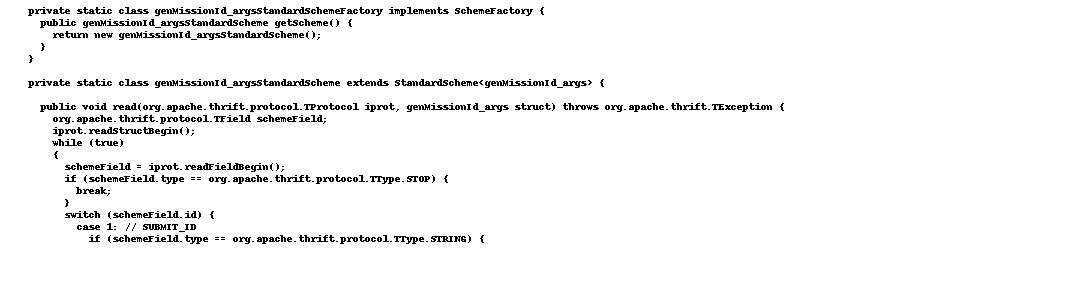 private static class genMissionId_argsStandardSchemeFactory implements SchemeFactory {
public genMissionId_argsStandardScheme getScheme() {
return new genMissionId_argsStandardScheme();
}
}
private static class genMissionId_argsStandardScheme extends StandardScheme<genMissionId_args> {
public void read(org.apache.thrift.protocol.TProtocol iprot, genMissionId_args struct) throws org.apache.thrift.TException {
org.apache.thrift.protocol.TField schemeField;
iprot.readStructBegin();
while (true)
{
schemeField = iprot.readFieldBegin();
if (schemeField.type == org.apache.thrift.protocol.TType.STOP) {
break;
}
switch (schemeField.id) {
case 1: // SUBMIT_ID
if (schemeField.type == org.apache.thrift.protocol.TType.STRING) {